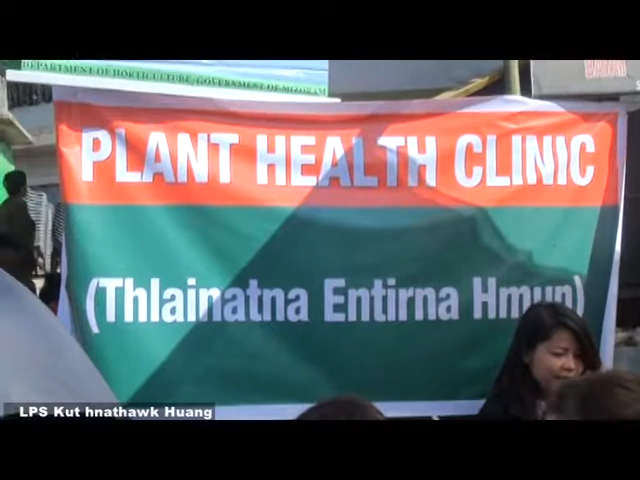 DEPARTMENT OF HORTICULTURE/GOVERNMENT OF MIZORAM
PLANT HEALTH CLINIC
(Thlainatna Entirna Hmun)
LPS Kut hnathawk Huang